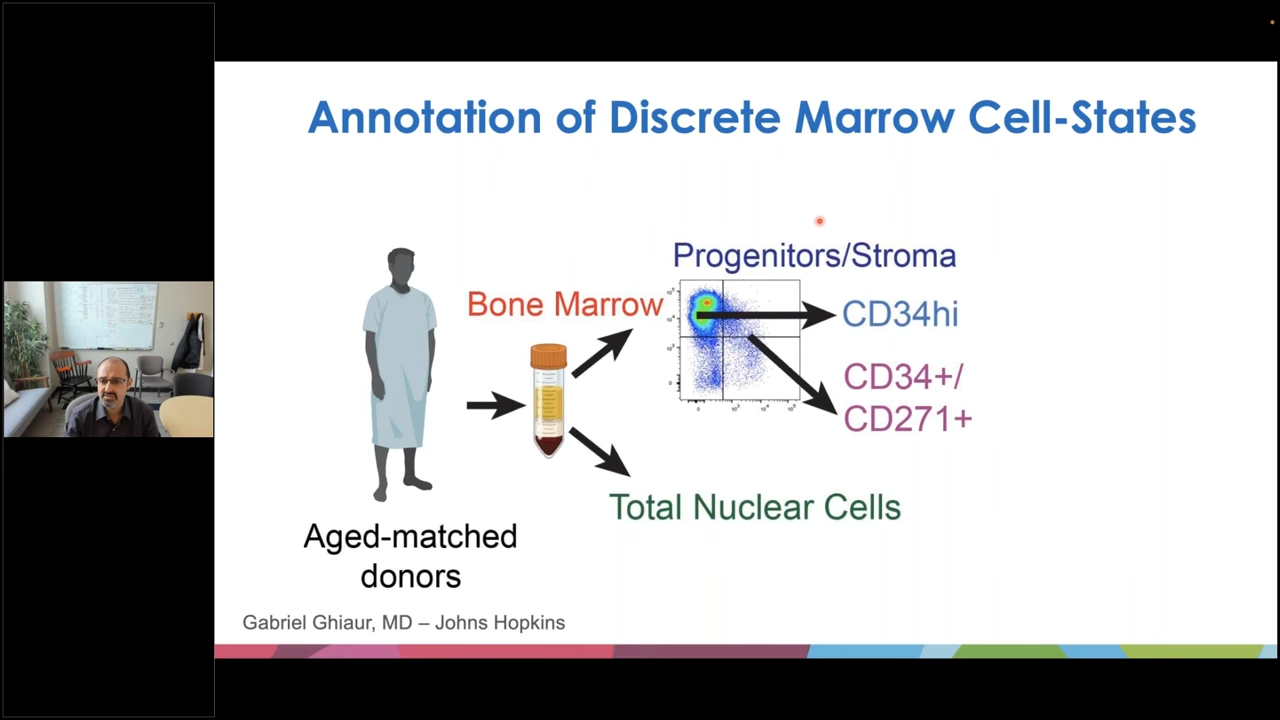 Annotation of Discrete Marrow Cell-States
Progenitors/Stroma
Bone Marrow
CD34hi
CD34+/
CD271+
Total Nuclear Cells
Aged-matched
donors
Gabriel Ghiaur, MD – Johns Hopkins